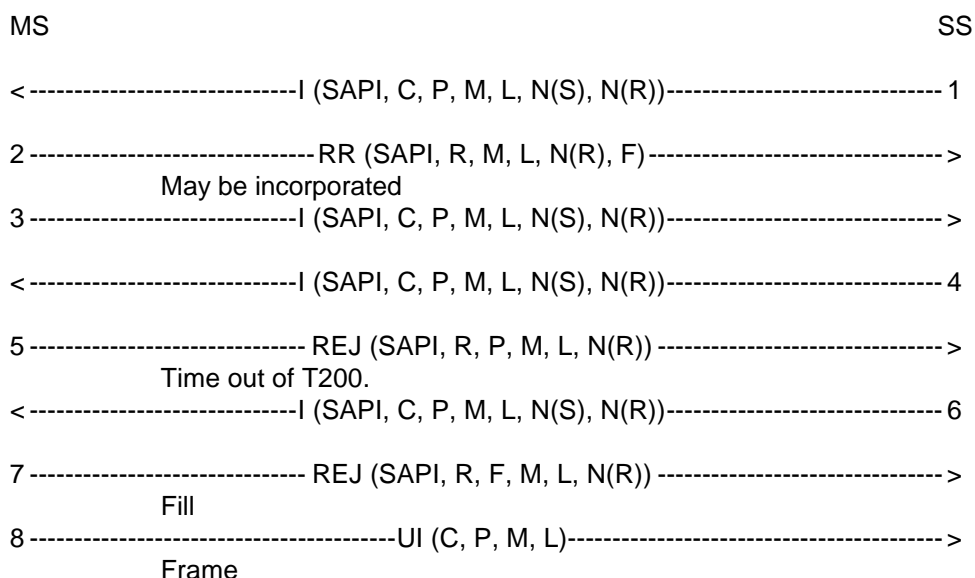 MS SS
<------------------------------I (SAPI, C, P, M, L, N(S), N(R))------------------------------- 1
2 --------------------------------RR (SAPI, R, M, L, N(R), F)--------------------------------- >
May be incorporated
3 ------------------------------I (SAPI, C, P, M, L, N(S), N(R))------------------------------- >
<------------------------------I (SAPI, C, P, M, L, N(S), N(R))------------------------------- 4
5 ------------------------------- REJ (SAPI, R, P, M, L, N(R)) -------------------------------- >
Time out of T200.
<------------------------------I (SAPI, C, P, M, L, N(S), N(R))------------------------------- 6
7 ------------------------------- REJ (SAPI, R, F, M, L, N(R)) -------------------------------- >
Fill
8 -----------------------------------------UI (C, P, M, L)------------------------------------------ >
Frame